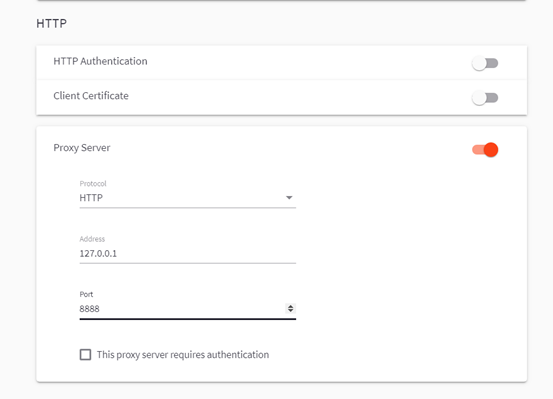 HTTP
HTTP Authentication
Client Certificate
Proxy Server
Protocol
HTTP
Address
127.0.0.1
Port
8888
This proxy server requires authentication